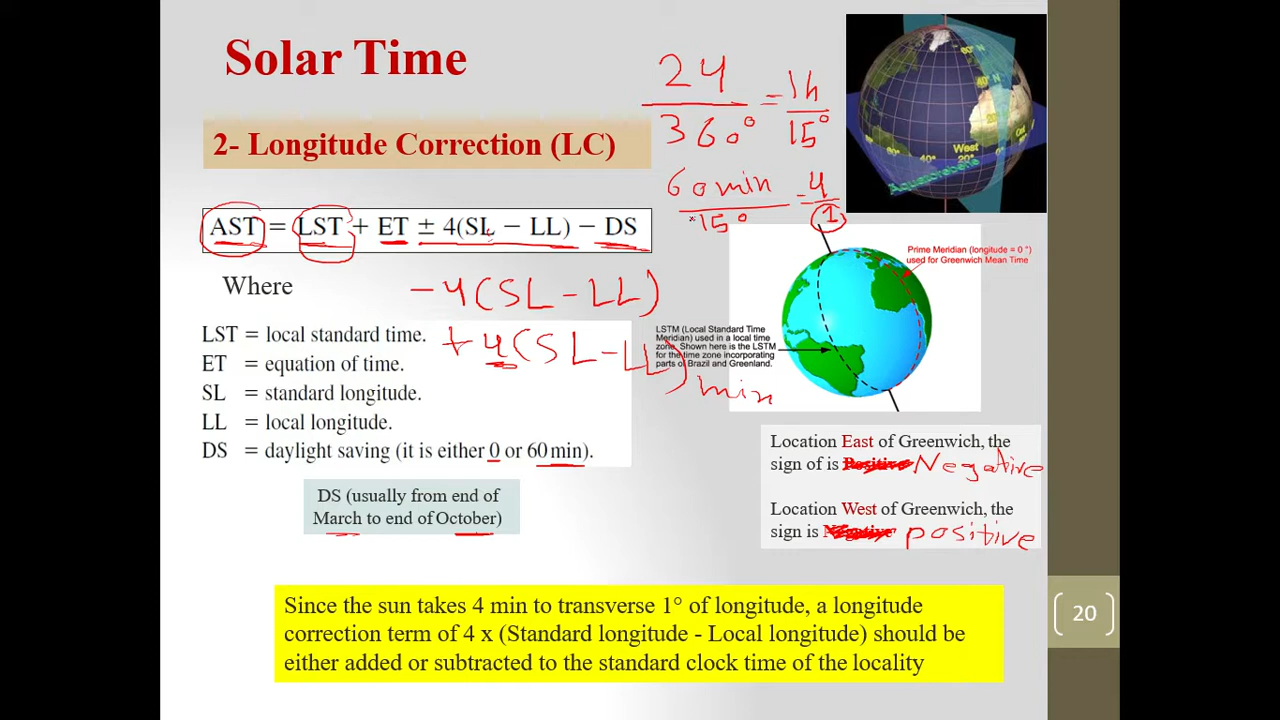 Solar Time
2- Longitude Correction (LC)
AST = LST + ET ± 4(SL − LL) − DS
Where
LST = local standard time.
ET = equation of time.
SL = standard longitude.
LL = local longitude.
DS = daylight saving (it is either 0 or 60 min).
DS (usually from end of
March to end of October)
24
360°
= 1h
15°
60 min
15°
= 4
1
− 4(SL − LL)
+ 4(SL − LL)
min
60° N
40° N
20°
West
40°
20°
0°
Prime Meridian (longitude = 0 °)
used for Greenwich Mean Time
LSTM (Local Standard Time
Meridian) used in a local time
zone. Shown here is the LSTM
for the time zone incorporating
parts of Brazil and Greenland.
Location East of Greenwich, the
sign of is Negative
Location West of Greenwich, the
sign is positive
Since the sun takes 4 min to transverse 1° of longitude, a longitude
correction term of 4 x (Standard longitude - Local longitude) should be
either added or subtracted to the standard clock time of the locality
20